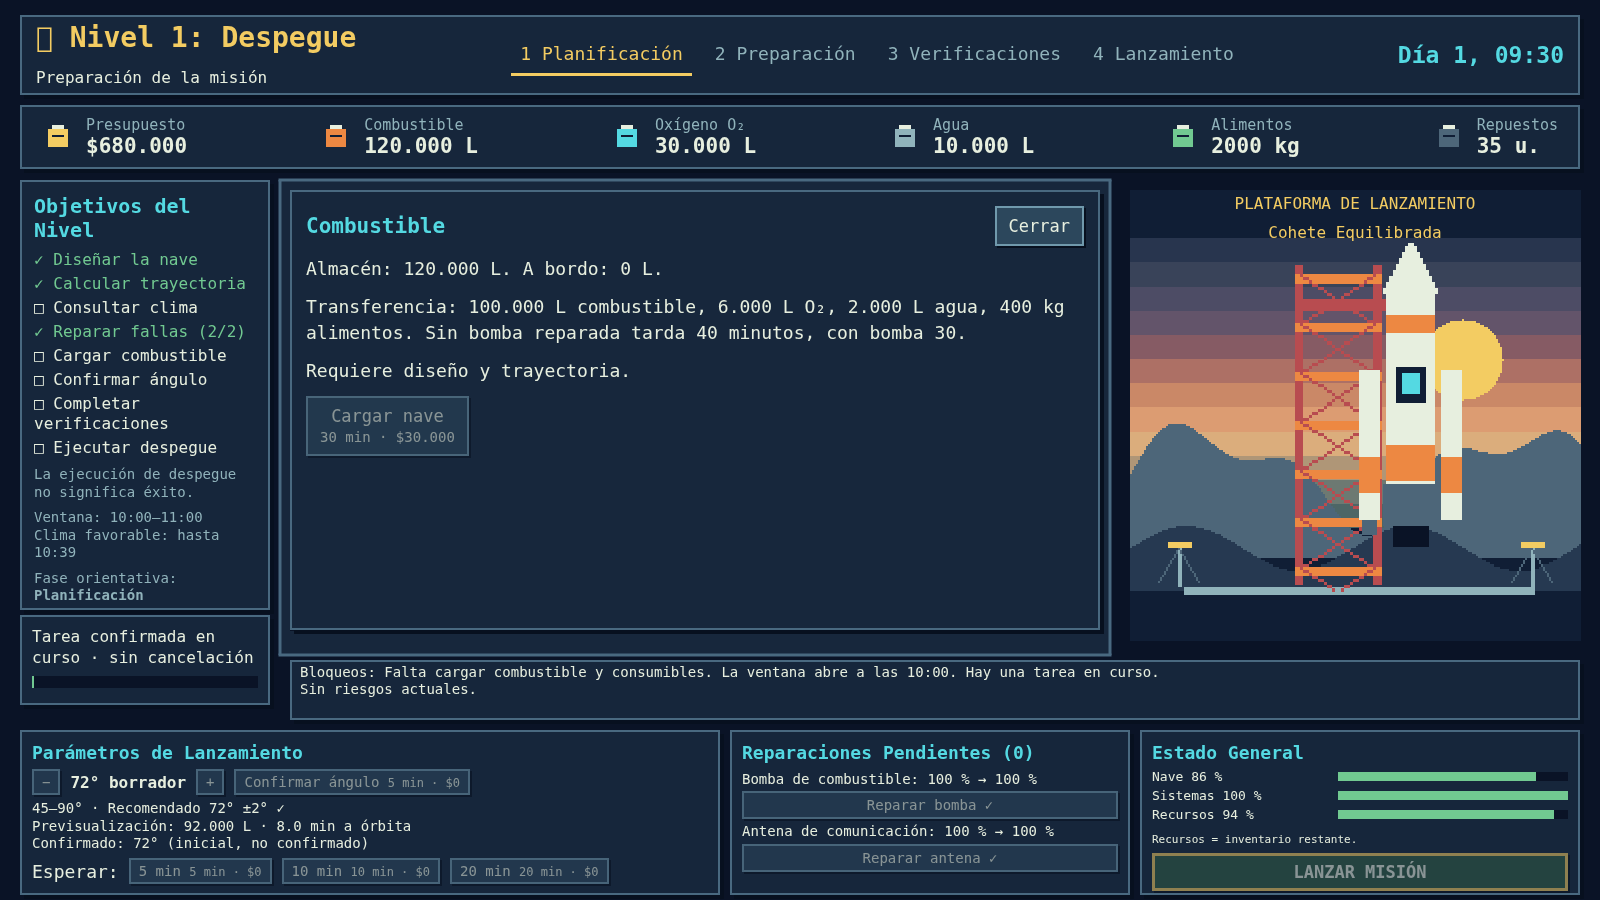 Nivel 1: Despegue
Preparación de la misión
1 Planificación
2 Preparación
3 Verificaciones
4 Lanzamiento
Día 1, 09:30
Presupuesto
$680.000
Combustible
120.000 L
Oxígeno O₂
30.000 L
Agua
10.000 L
Alimentos
2000 kg
Repuestos
35 u.
Objetivos del
Nivel
✓ Diseñar la nave
✓ Calcular trayectoria
□ Consultar clima
✓ Reparar fallas (2/2)
□ Cargar combustible
□ Confirmar ángulo
□ Completar
verificaciones
□ Ejecutar despegue
La ejecución de despegue
no significa éxito.
Ventana: 10:00–11:00
Clima favorable: hasta
10:39
Fase orientativa:
Planificación
Tarea confirmada en
curso · sin cancelación
Combustible
Cerrar
Almacén: 120.000 L. A bordo: 0 L.
Transferencia: 100.000 L combustible, 6.000 L O₂, 2.000 L agua, 400 kg
alimentos. Sin bomba reparada tarda 40 minutos, con bomba 30.
Requiere diseño y trayectoria.
Cargar nave
30 min · $30.000
PLATAFORMA DE LANZAMIENTO
Cohete Equilibrada
Bloqueos: Falta cargar combustible y consumibles. La ventana abre a las 10:00. Hay una tarea en curso.
Sin riesgos actuales.
Parámetros de Lanzamiento
− 72° borrador + Confirmar ángulo 5 min · $0
45–90° · Recomendado 72° ±2° ✓
Previsualización: 92.000 L · 8.0 min a órbita
Confirmado: 72° (inicial, no confirmado)
Esperar: 5 min 5 min · $0 10 min 10 min · $0 20 min 20 min · $0
Reparaciones Pendientes (0)
Bomba de combustible: 100 % → 100 %
Reparar bomba ✓
Antena de comunicación: 100 % → 100 %
Reparar antena ✓
Estado General
Nave 86 %
Sistemas 100 %
Recursos 94 %
Recursos = inventario restante.
LANZAR MISIÓN